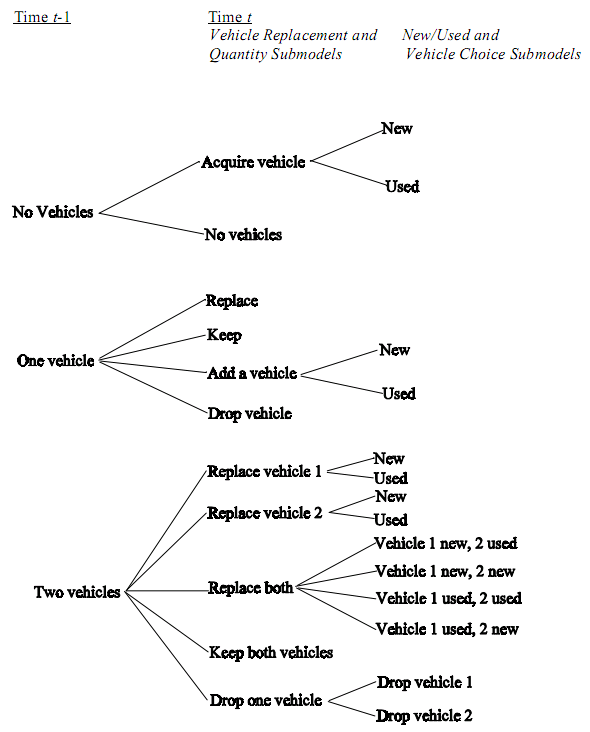 Time t-1
Time t
Vehicle Replacement and
Quantity Submodels
New/Used and
Vehicle Choice Submodels
No Vehicles
Acquire vehicle
New
Used
No vehicles
One vehicle
Replace
Keep
Add a vehicle
New
Used
Drop vehicle
Two vehicles
Replace vehicle 1
New
Used
Replace vehicle 2
New
Used
Replace both
Vehicle 1 new, 2 used
Vehicle 1 new, 2 new
Vehicle 1 used, 2 used
Vehicle 1 used, 2 new
Keep both vehicles
Drop one vehicle
Drop vehicle 1
Drop vehicle 2